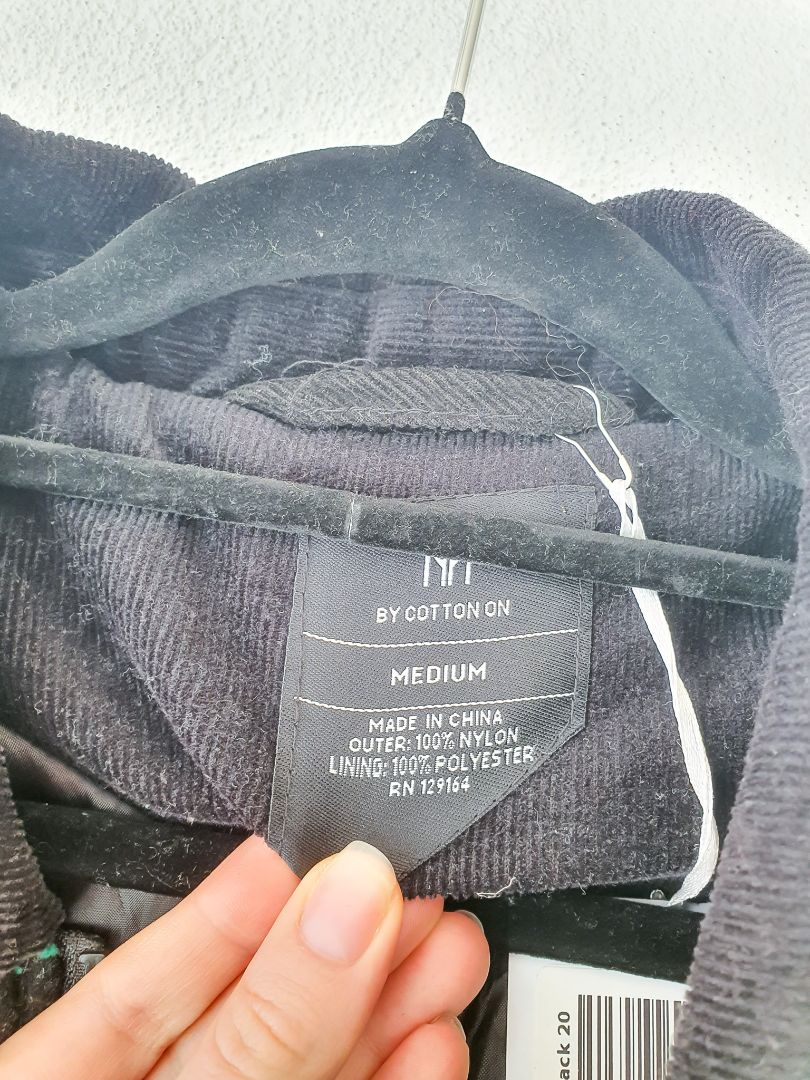 BY COTTON ON
MEDIUM
MADE IN CHINA
OUTER: 100% NYLON
LINING: 100% POLYESTER
RN 129164
ack 20